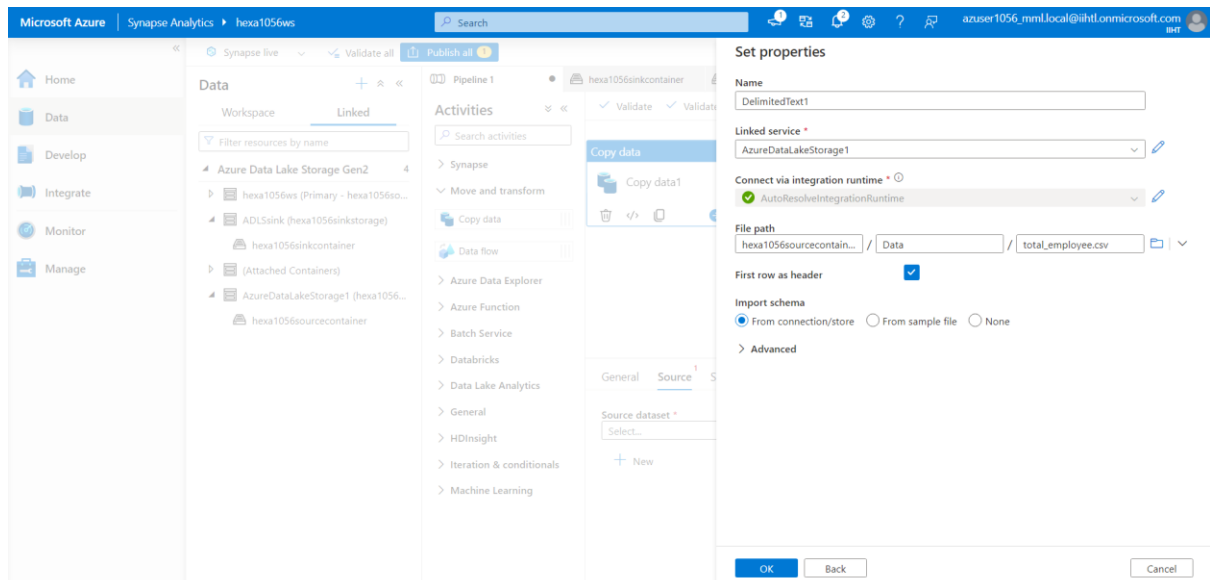 Microsoft Azure
Synapse Analytics
hexa1056ws
Search
1
2
azuser1056_mml.local@iihtl.onmicrosoft.com
IIHT
Home
Data
Develop
Integrate
Monitor
Manage
Synapse live
Validate all
Publish all 1
Data
Workspace
Linked
Filter resources by name
Azure Data Lake Storage Gen2 4
hexa1056ws (Primary - hexa1056so...
ADLSsink (hexa1056sinkstorage)
hexa1056sinkcontainer
(Attached Containers)
AzureDataLakeStorage1 (hexa1056...
hexa1056sourcecontainer
Pipeline 1
hexa1056sinkcontainer
Activities
Search activities
Synapse
Move and transform
Copy data
Data flow
Azure Data Explorer
Azure Function
Batch Service
Databricks
Data Lake Analytics
General
HDInsight
Iteration & conditionals
Machine Learning
Validate
Validate
Copy data
Copy data1
General
Source 1
S
Source dataset *
Select...
New
Set properties
Name
DelimitedText1
Linked service *
AzureDataLakeStorage1
Connect via integration runtime *
AutoResolveIntegrationRuntime
File path
hexa1056sourcecontain... / Data / total_employee.csv
First row as header
Import schema
From connection/store From sample file None
Advanced
OK Back Cancel